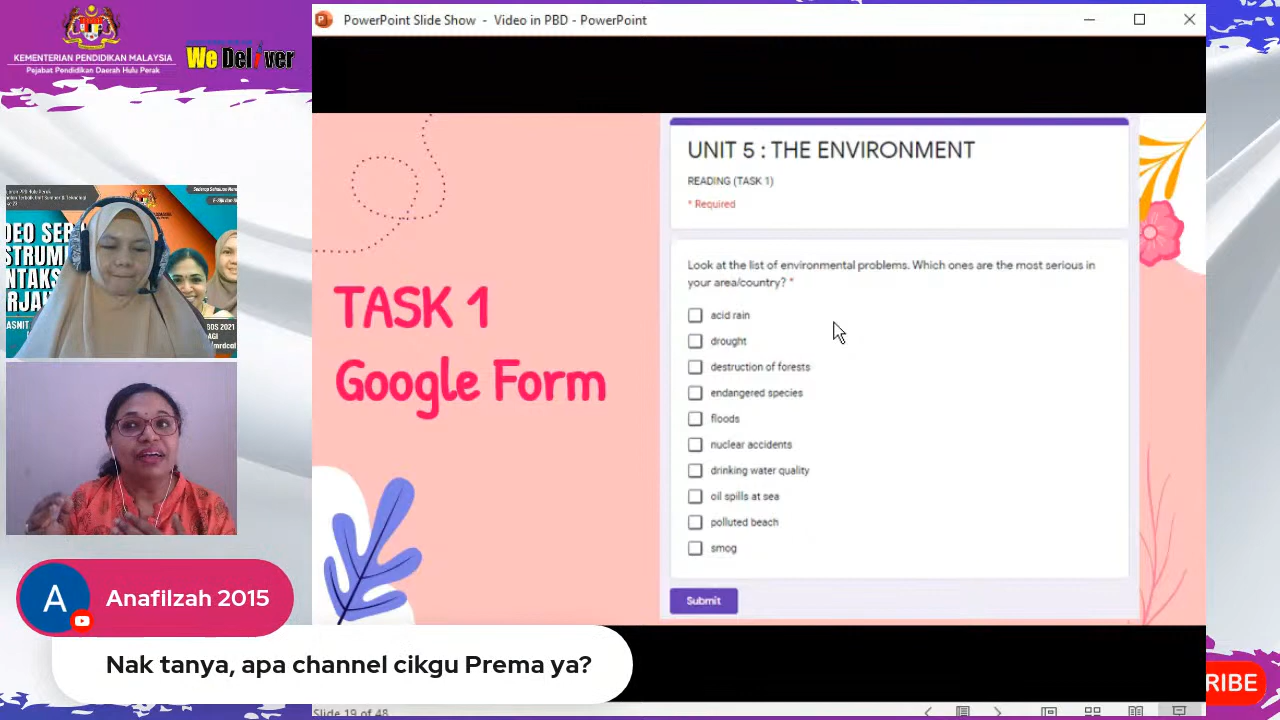 PowerPoint Slide Show - Video in PBD - PowerPoint
KEMENTERIAN PENDIDIKAN MALAYSIA
Pejabat Pendidikan Daerah Hulu Perak
We Deliver
UNIT 5 : THE ENVIRONMENT
READING (TASK 1)
* Required
Look at the list of environmental problems. Which ones are the most serious in
your area/country? *
acid rain
drought
destruction of forests
endangered species
floods
nuclear accidents
drinking water quality
oil spills at sea
polluted beach
smog
Submit
TASK 1
Google Form
A
Anafilzah 2015
Nak tanya, apa channel cikgu Prema ya?
RIBE
Slide 19 of 48